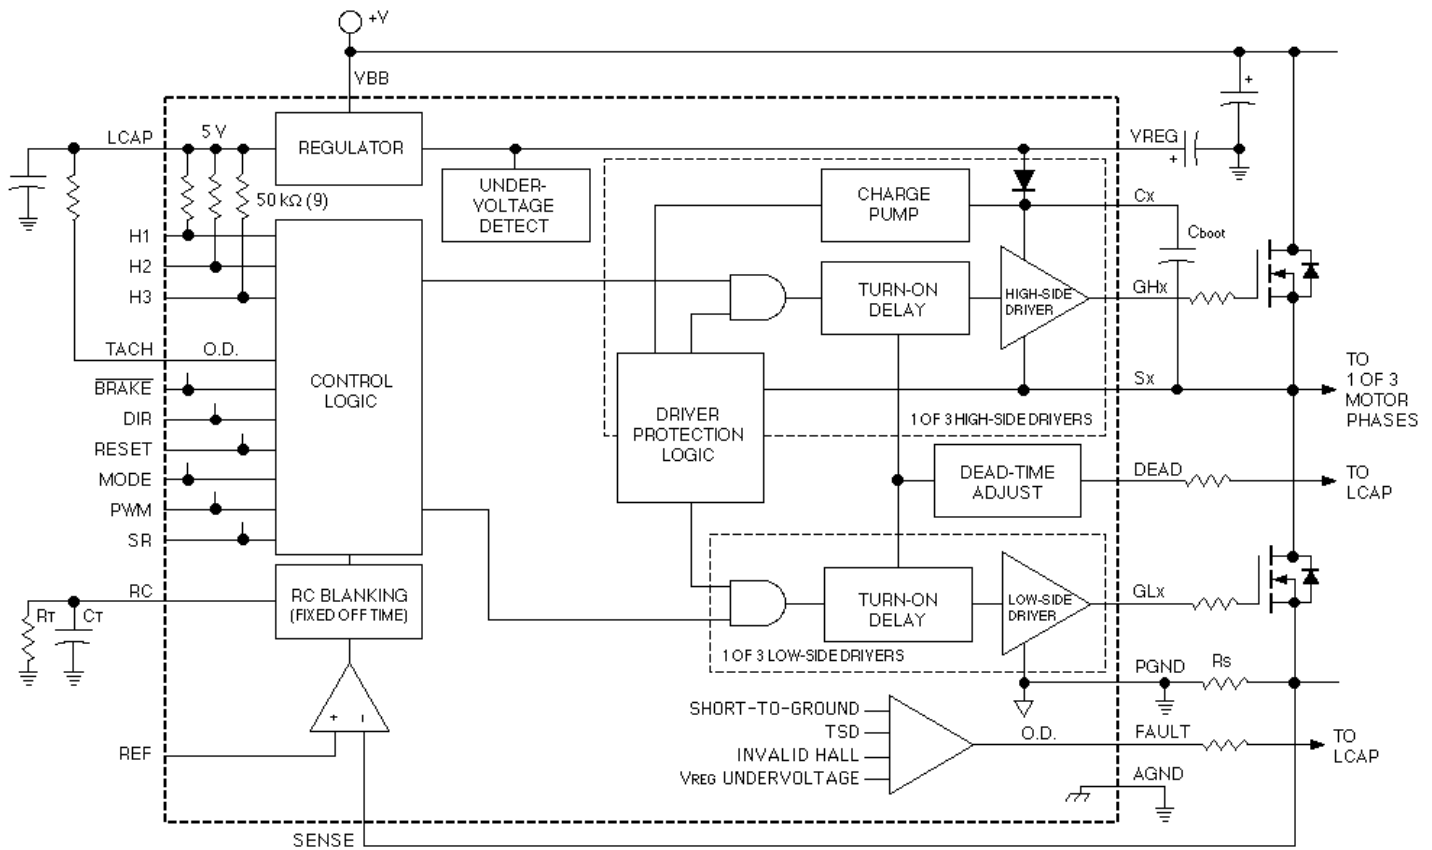 +V
VBB
LCAP
5 V
REGULATOR
VREG
+
+
UNDER-
VOLTAGE
DETECT
50 kΩ (9)
CHARGE
PUMP
Cx
Cboot
H1
H2
H3
TURN-ON
DELAY
HIGH-SIDE
DRIVER
GHx
TACH
O.D.
BRAKE
DIR
RESET
MODE
PWM
SR
CONTROL
LOGIC
DRIVER
PROTECTION
LOGIC
Sx
1 OF 3 HIGH-SIDE DRIVERS
TO
1 OF 3
MOTOR
PHASES
DEAD-TIME
ADJUST
DEAD
TO
LCAP
RC
RT
CT
RC BLANKING
(FIXED OFF TIME)
TURN-ON
DELAY
LOW-SIDE
DRIVER
GLx
1 OF 3 LOW-SIDE DRIVERS
PGND
RS
+
–
REF
SHORT-TO-GROUND
TSD
INVALID HALL
VREG UNDERVOLTAGE
O.D.
FAULT
TO
LCAP
AGND
SENSE